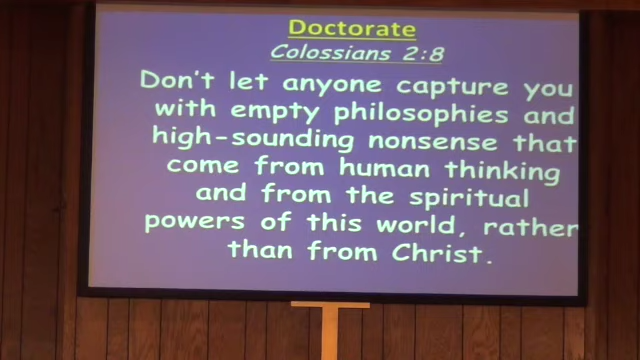 Doctorate
Colossians 2:8
Don't let anyone capture you
with empty philosophies and
high-sounding nonsense that
come from human thinking
and from the spiritual
powers of this world, rather
than from Christ.